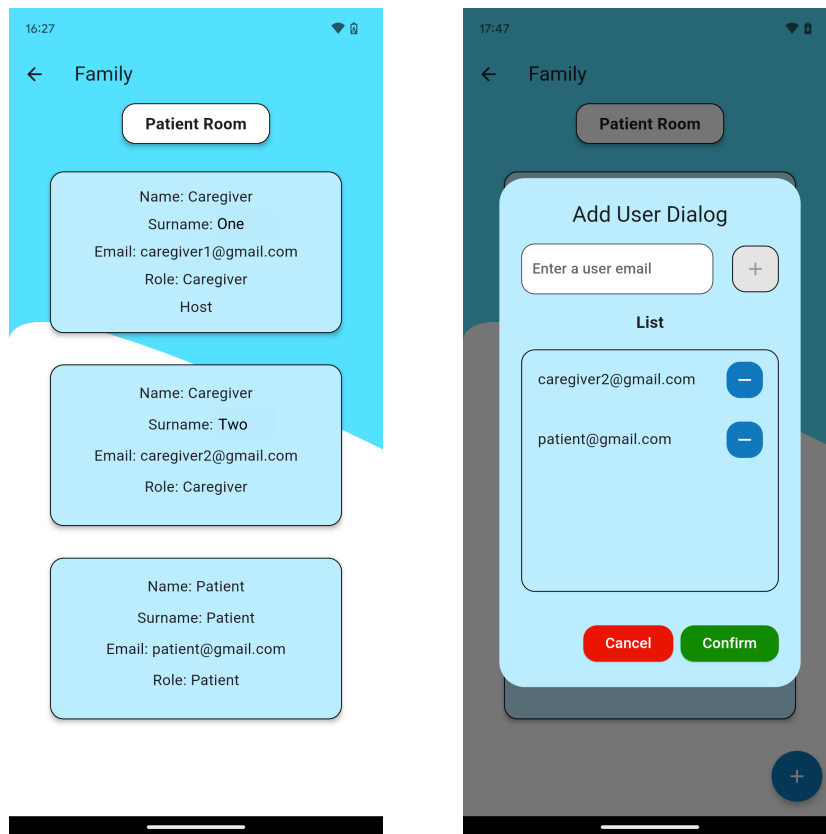 16:27
Family
Patient Room
Name: Caregiver
Surname: One
Email: caregiver1@gmail.com
Role: Caregiver
Host
Name: Caregiver
Surname: Two
Email: caregiver2@gmail.com
Role: Caregiver
Name: Patient
Surname: Patient
Email: patient@gmail.com
Role: Patient
17:47
Family
Patient Room
Add User Dialog
Enter a user email
+
List
caregiver2@gmail.com
patient@gmail.com
Cancel
Confirm
+